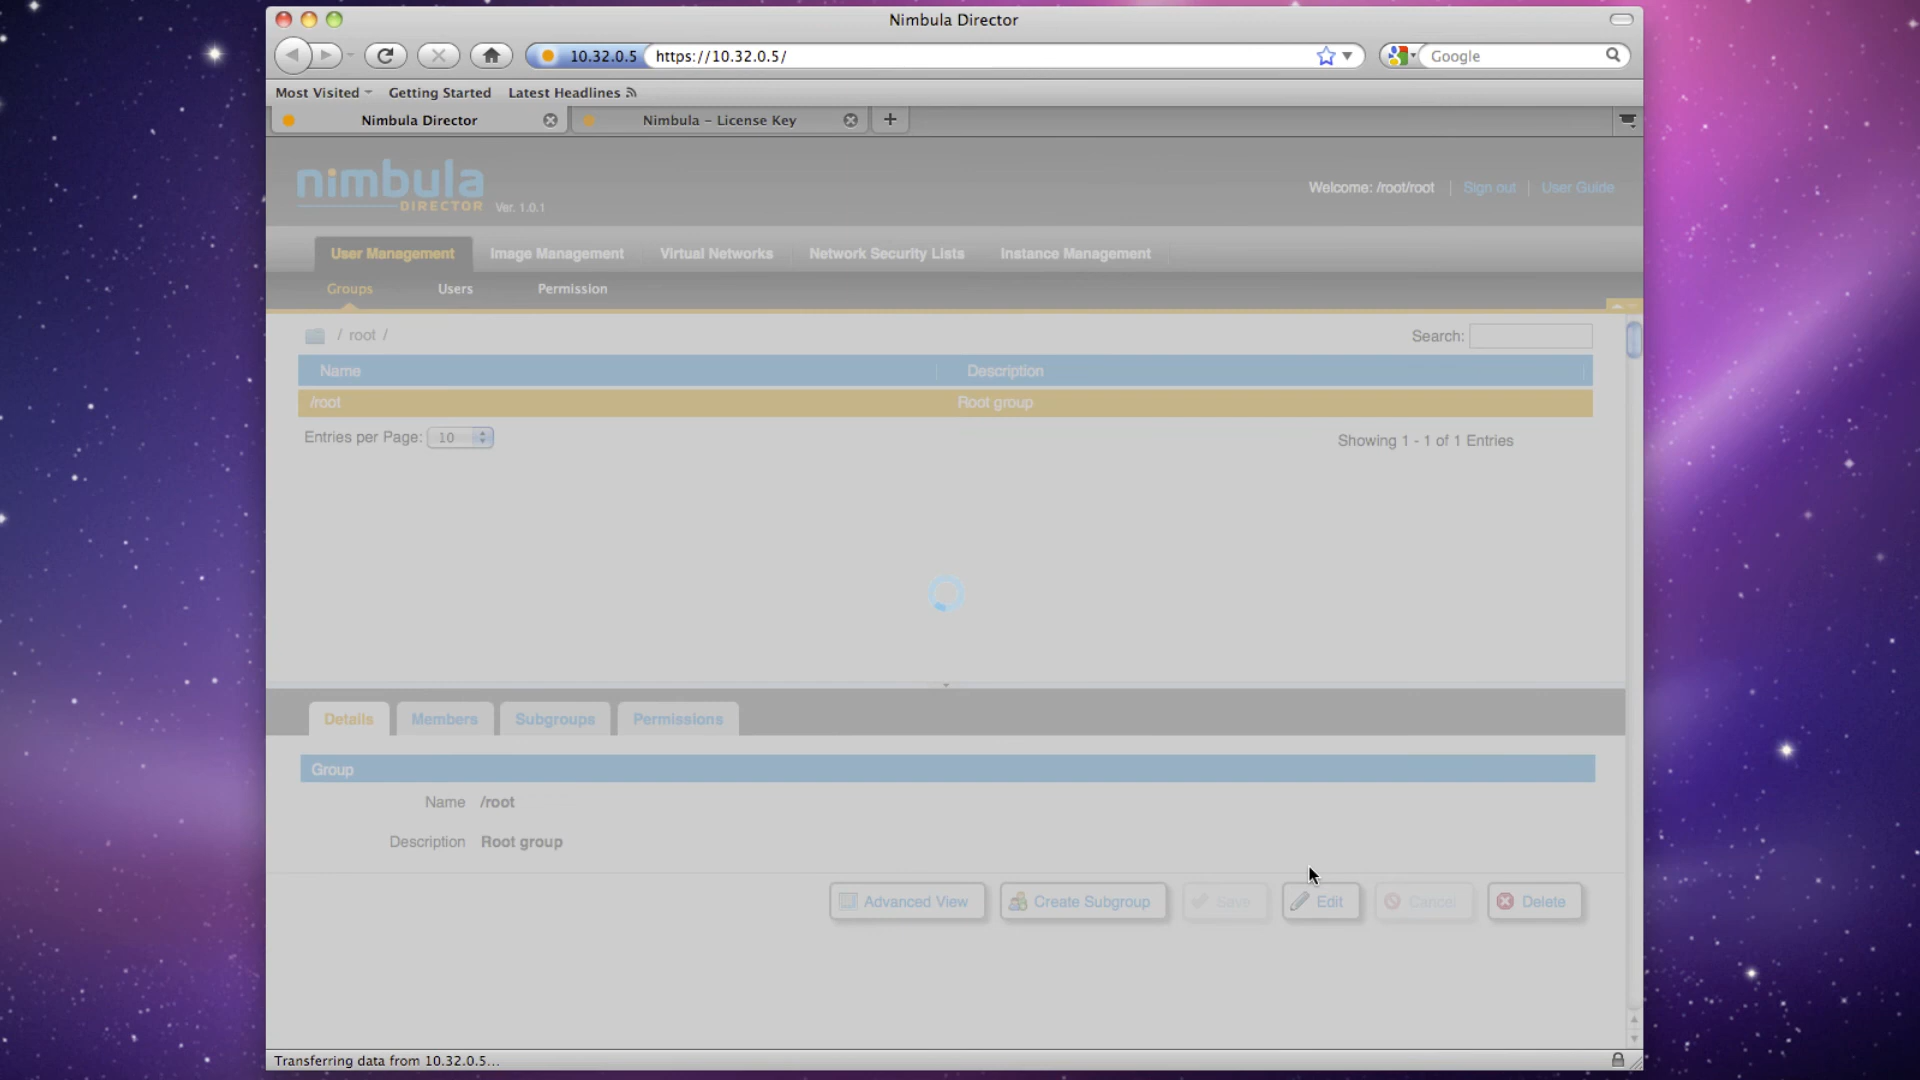 Nimbula Director
10.32.0.5 https://10.32.0.5/ Google
Most Visited Getting Started Latest Headlines
Nimbula Director Nimbula – License Key
nimbula
DIRECTOR Ver. 1.0.1
Welcome: /root/root Sign out User Guide
User Management Image Management Virtual Networks Network Security Lists Instance Management
Groups Users Permission
/ root / Search:
Name Description
/root Root group
Entries per Page: 10 Showing 1 - 1 of 1 Entries
Details Members Subgroups Permissions
Group
Name /root
Description Root group
Advanced View Create Subgroup Save Edit Cancel Delete
Transferring data from 10.32.0.5...